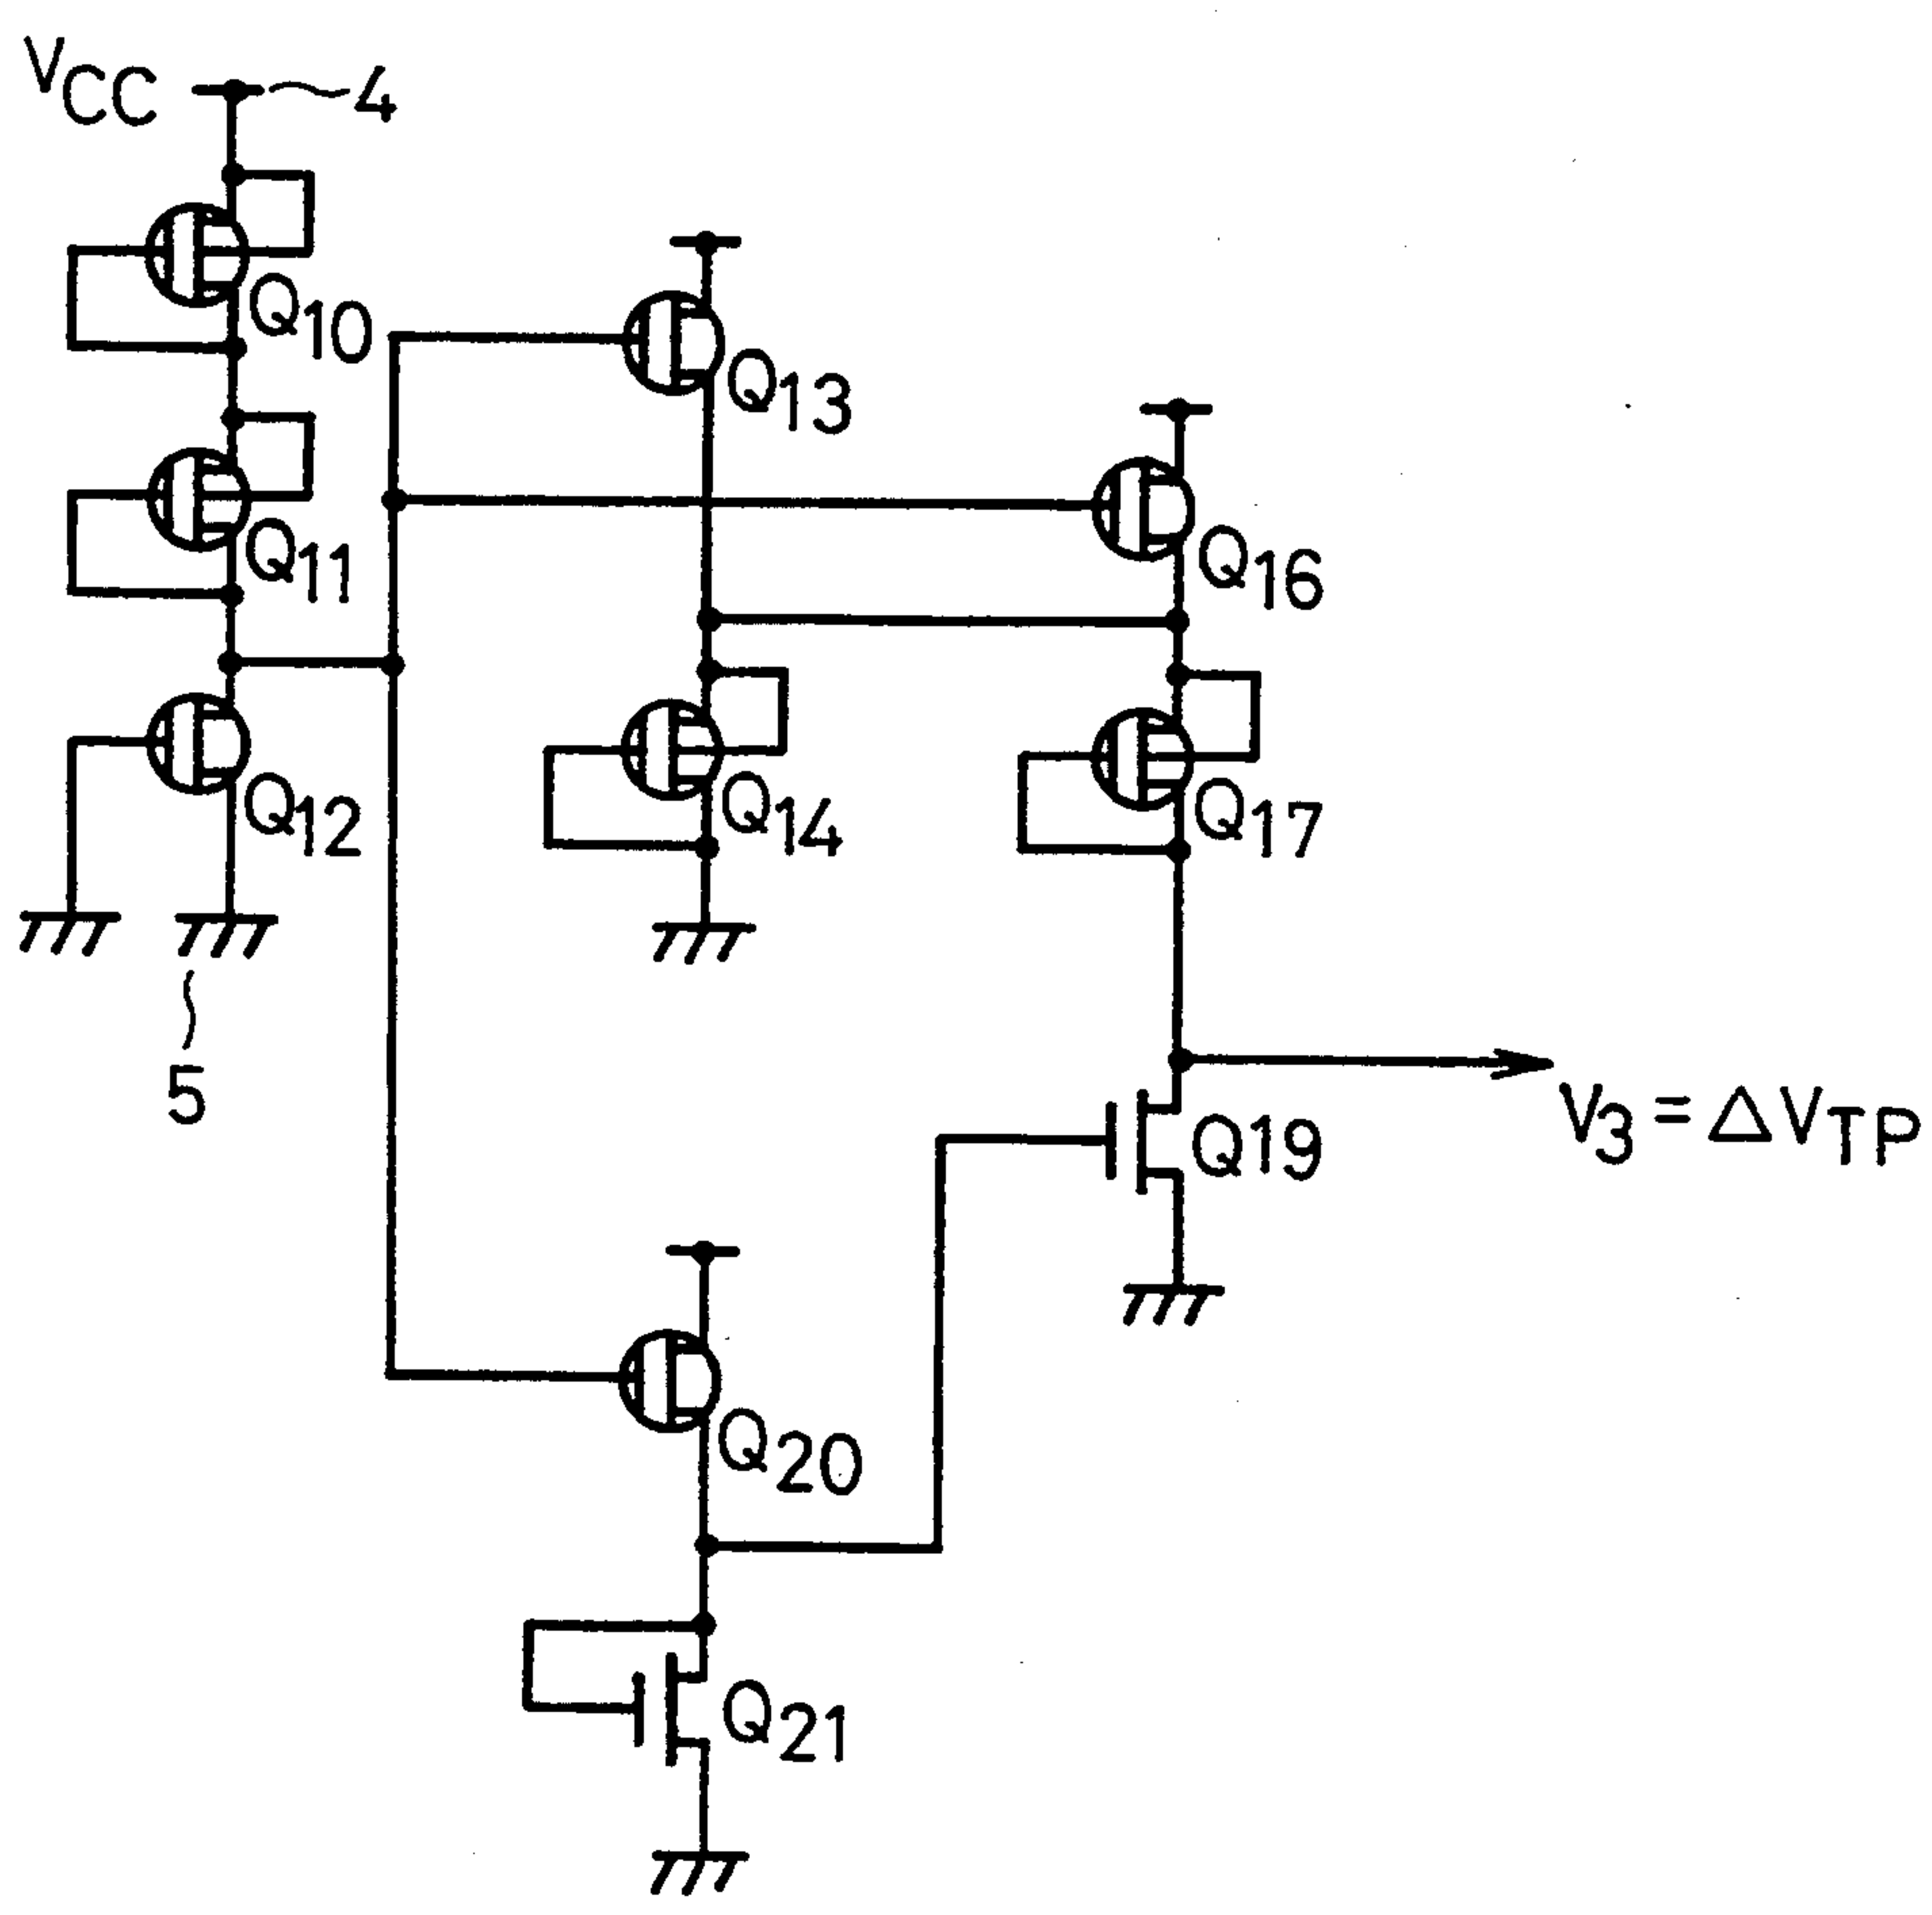 VCC
4
Q10
Q13
Q11
Q16
Q12
Q14
Q17
5
V3 = ΔVTP
Q19
Q20
Q21